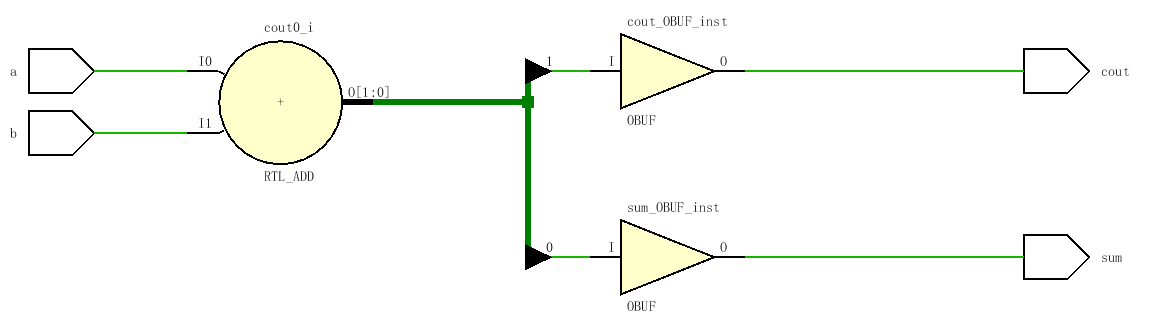 cout0_i
a
I0
I1
b
+
O[1:0]
RTL_ADD
cout_OBUF_inst
1
I
O
OBUF
cout
sum_OBUF_inst
0
I
O
OBUF
sum